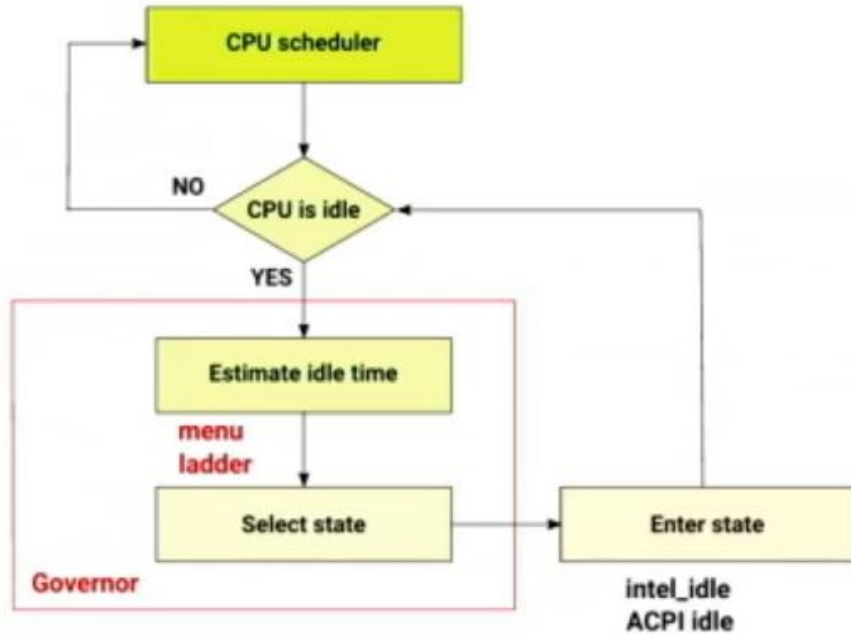 CPU scheduler
NO
CPU is idle
YES
Estimate idle time
menu
ladder
Select state
Enter state
Governor
intel_idle
ACPI idle